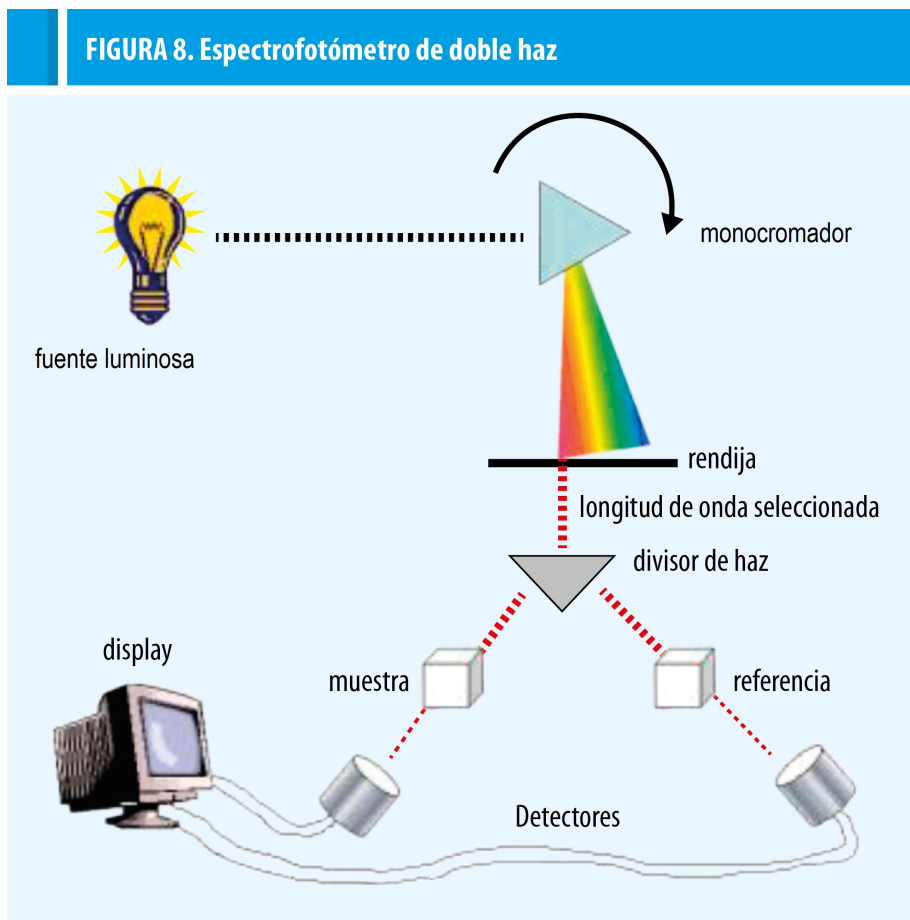 FIGURA 8. Espectrofotómetro de doble haz
monocromador
fuente luminosa
rendija
longitud de onda seleccionada
divisor de haz
display
muestra
referencia
Detectores